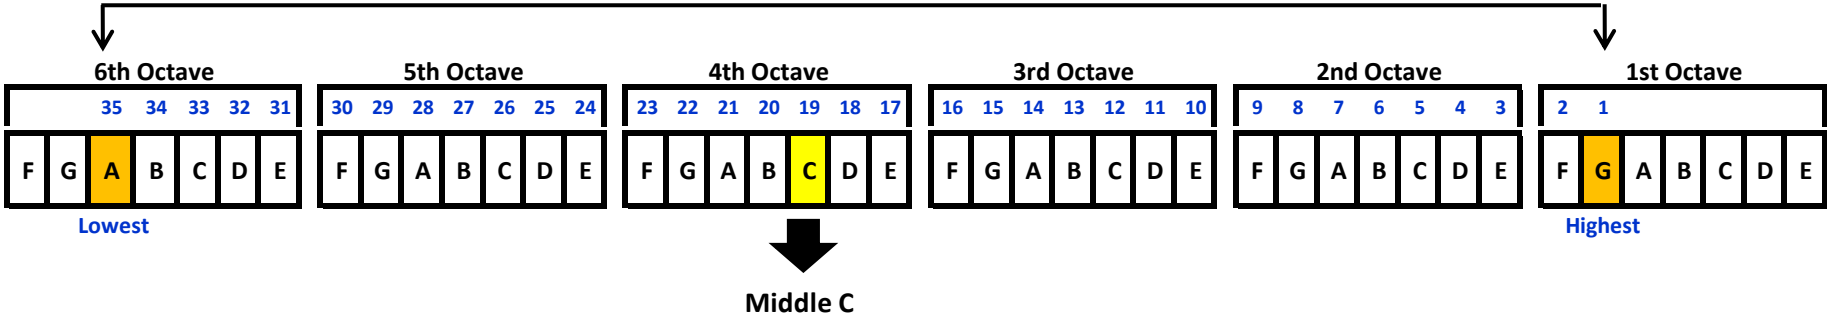 6th Octave 5th Octave 4th Octave 3rd Octave 2nd Octave 1st Octave
35 34 33 32 31 30 29 28 27 26 25 24 23 22 21 20 19 18 17 16 15 14 13 12 11 10 9 8 7 6 5 4 3 2 1
F G A B C D E F G A B C D E F G A B C D E F G A B C D E F G A B C D E F G A B C D E
Lowest Highest
Middle C